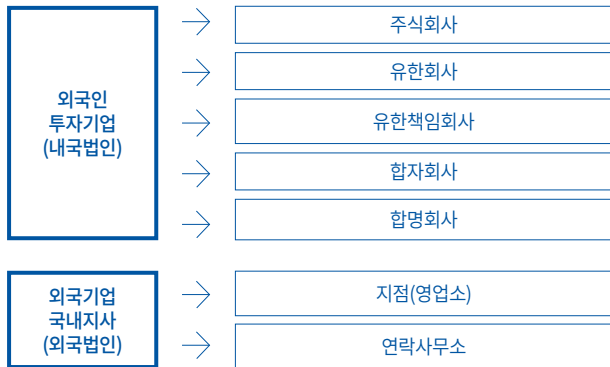 외국인
투자기업
(내국법인)
주식회사
유한회사
유한책임회사
합자회사
합명회사
외국기업
국내지사
(외국법인)
지점(영업소)
연락사무소